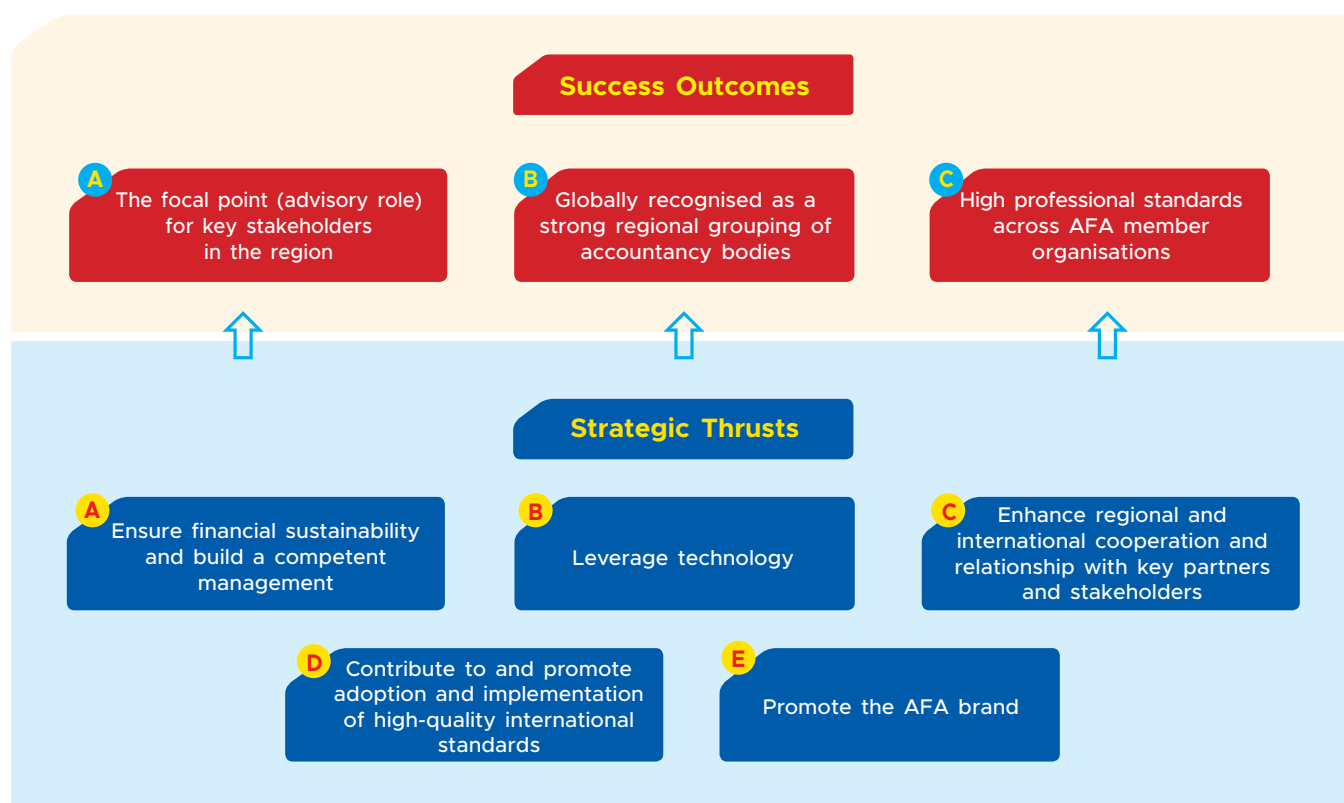 Success Outcomes
A
The focal point (advisory role)
for key stakeholders
in the region
B
Globally recognised as a
strong regional grouping of
accountancy bodies
C
High professional standards
across AFA member
organisations
Strategic Thrusts
A
Ensure financial sustainability
and build a competent
management
B
Leverage technology
C
Enhance regional and
international cooperation and
relationship with key partners
and stakeholders
D
Contribute to and promote
adoption and implementation
of high-quality international
standards
E
Promote the AFA brand